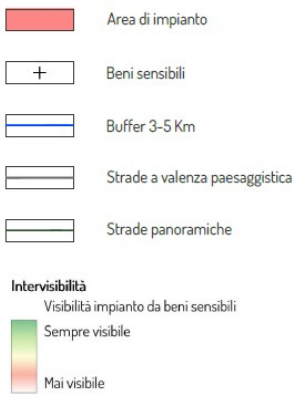 Area di impianto
Beni sensibili
Buffer 3-5 Km
Strade a valenza paesaggistica
Strade panoramiche
Intervisibilità
Visibilità impianto da beni sensibili
Sempre visibile
Mai visibile